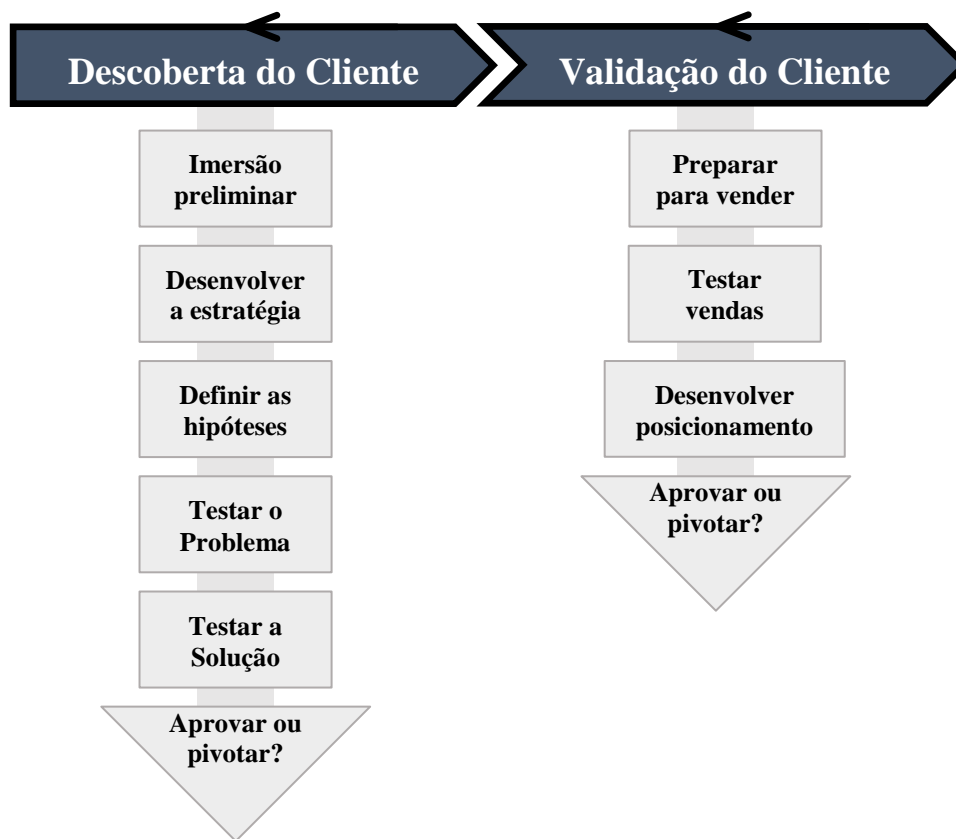 Descoberta do Cliente
Imersão
preliminar
Desenvolver
a estratégia
Definir as
hipóteses
Testar o
Problema
Testar a
Solução
Aprovar ou
pivotar?
Validação do Cliente
Preparar
para vender
Testar
vendas
Desenvolver
posicionamento
Aprovar ou
pivotar?